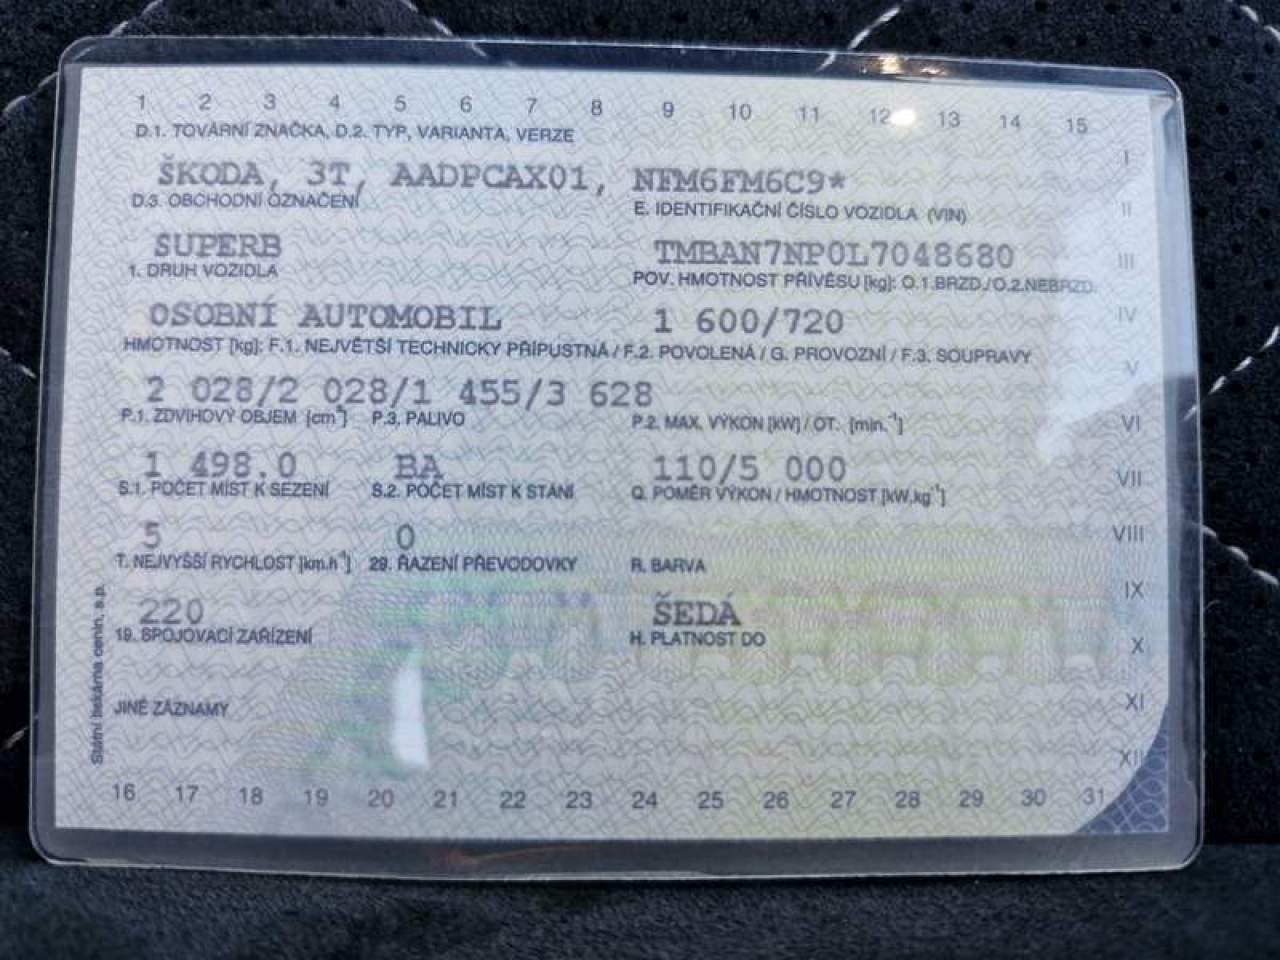 1 2 3 4 5 6 7 8 9 10 11 12 13 14 15
D.1. TOVÁRNÍ ZNAČKA, D.2. TYP, VARIANTA, VERZE
I
ŠKODA, 3T, AADPCAX01, NFM6FM6C9*
D.3. OBCHODNÍ OZNAČENÍ E. IDENTIFIKAČNÍ ČÍSLO VOZIDLA (VIN) II
SUPERB TMBAN7NP0L7048680 III
1. DRUH VOZIDLA POV. HMOTNOST PŘÍVĚSU [kg]: O.1.BRZD./O.2.NEBRZD.
OSOBNÍ AUTOMOBIL 1 600/720 IV
HMOTNOST [kg]: F.1. NEJVĚTŠÍ TECHNICKY PŘÍPUSTNÁ / F.2. POVOLENÁ / G. PROVOZNÍ / F.3. SOUPRAVY
V
2 028/2 028/1 455/3 628
P.1. ZDVIHOVÝ OBJEM [cm³] P.3. PALIVO P.2. MAX. VÝKON [kW] / OT. [min.⁻¹] VI
1 498.0 BA 110/5 000 VII
S.1. POČET MÍST K SEZENÍ S.2. POČET MÍST K STÁNÍ Q. POMĚR VÝKON / HMOTNOST [kW.kg⁻¹]
5 0 VIII
T. NEJVYŠŠÍ RYCHLOST [km.h⁻¹] 29. ŘAZENÍ PŘEVODOVKY R. BARVA
IX
220 ŠEDÁ
19. SPOJOVACÍ ZAŘÍZENÍ H. PLATNOST DO X
JINÉ ZÁZNAMY XI
XII
16 17 18 19 20 21 22 23 24 25 26 27 28 29 30 31
Státní tiskárna cenin, s.p.